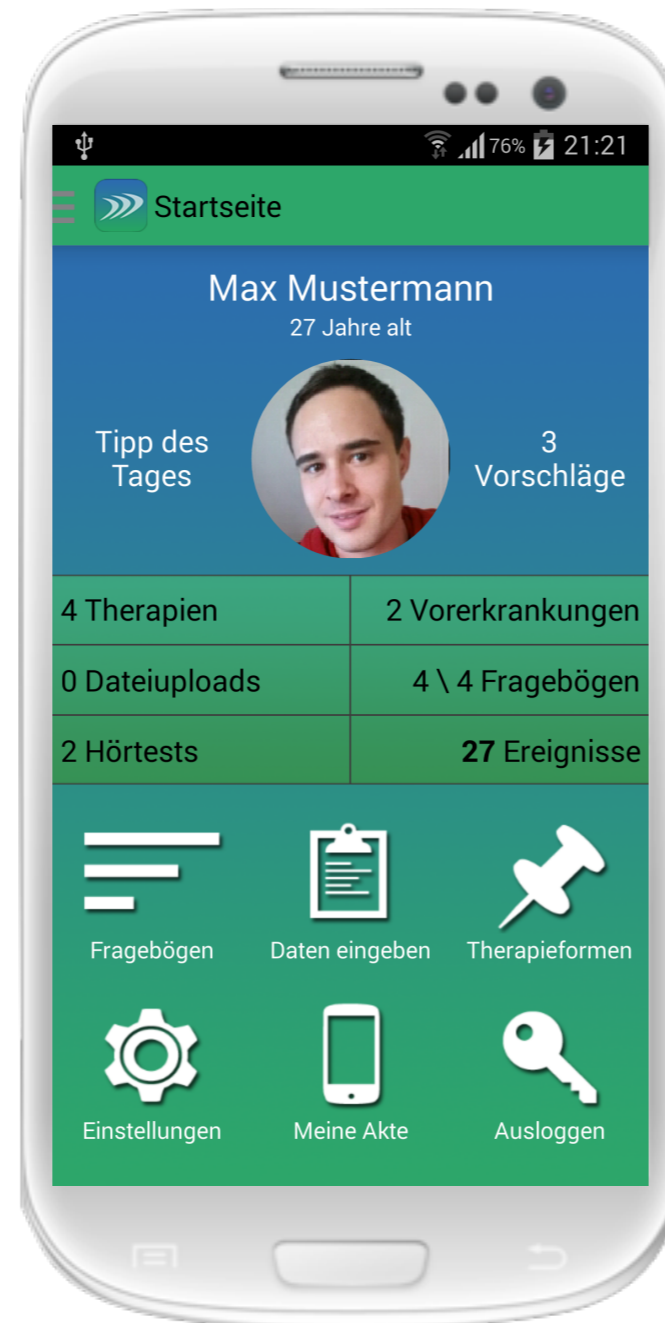 76% 21:21
Startseite
Max Mustermann
27 Jahre alt
Tipp des
Tages
3
Vorschläge
4 Therapien
2 Vorerkrankungen
0 Dateiuploads
4 \ 4 Fragebögen
2 Hörtests
27 Ereignisse
Fragebögen
Daten eingeben
Therapieformen
Einstellungen
Meine Akte
Ausloggen